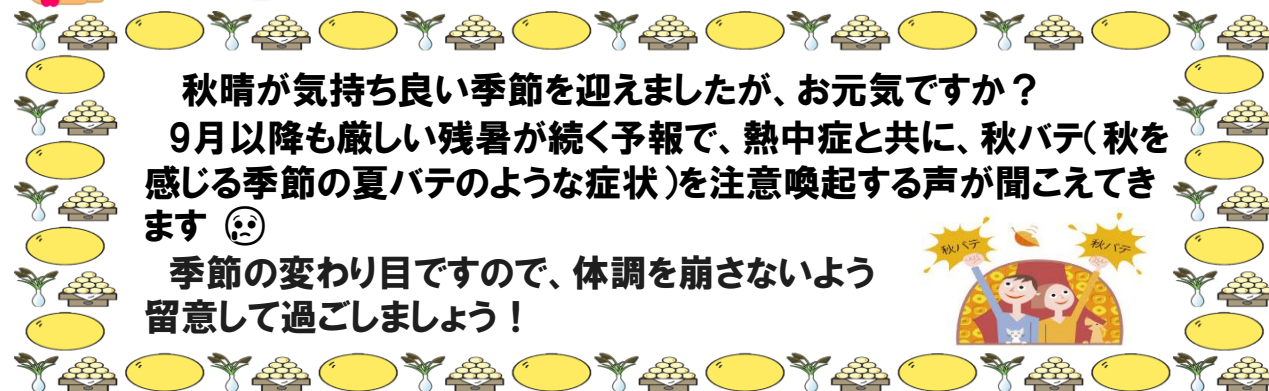 秋晴が気持ち良い季節を迎えましたが、お元気ですか？
9月以降も厳しい残暑が続く予報で、熱中症と共に、秋バテ（秋を
感じる季節の夏バテのような症状）を注意喚起する声が聞こえてき
ます 😥
季節の変わり目ですので、体調を崩さないよう
留意して過ごしましょう！
秋バテ
秋バテ